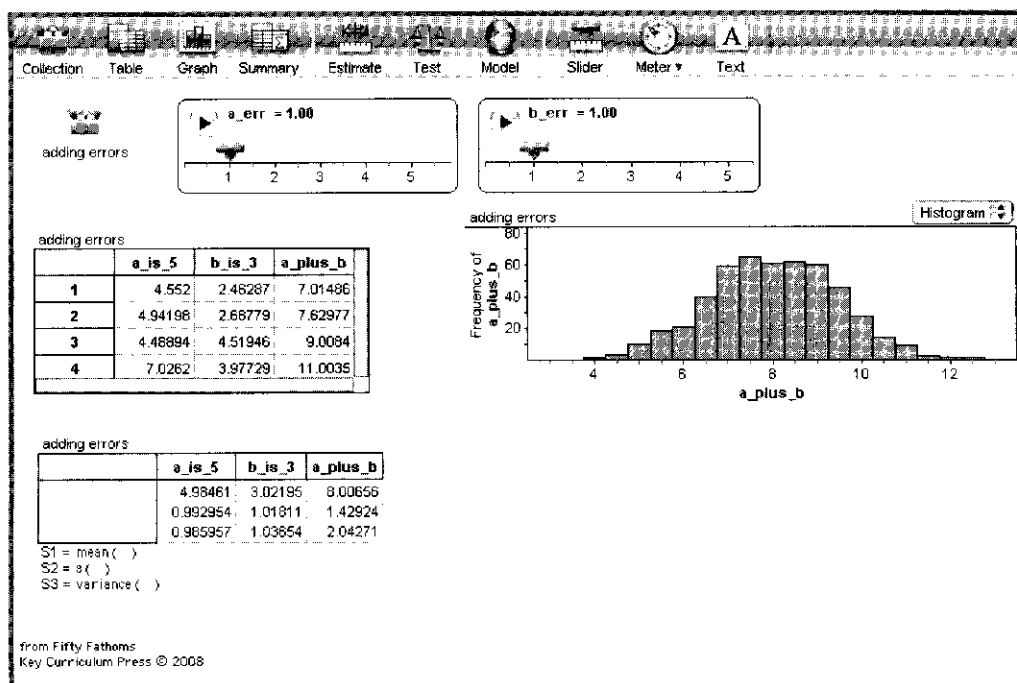 Collection Table Graph Summary Estimate Test Model Slider Meter ▾ A Text
adding errors
a_err = 1.00
1 2 3 4 5
b_err = 1.00
1 2 3 4 5
adding errors
a_is_5 b_is_3 a_plus_b
1 4.552 2.46287 7.01486
2 4.94198 2.68779 7.62977
3 4.48894 4.51946 9.0084
4 7.0262 3.97729 11.0035
adding errors
Histogram
Frequency of
a_plus_b
80
60
40
20
4 6 8 10 12
a_plus_b
adding errors
a_is_5 b_is_3 a_plus_b
4.98461 3.02195 8.00656
0.992954 1.01811 1.42924
0.985957 1.03654 2.04271
S1 = mean( )
S2 = s( )
S3 = variance( )
from Fifty Fathoms
Key Curriculum Press © 2008